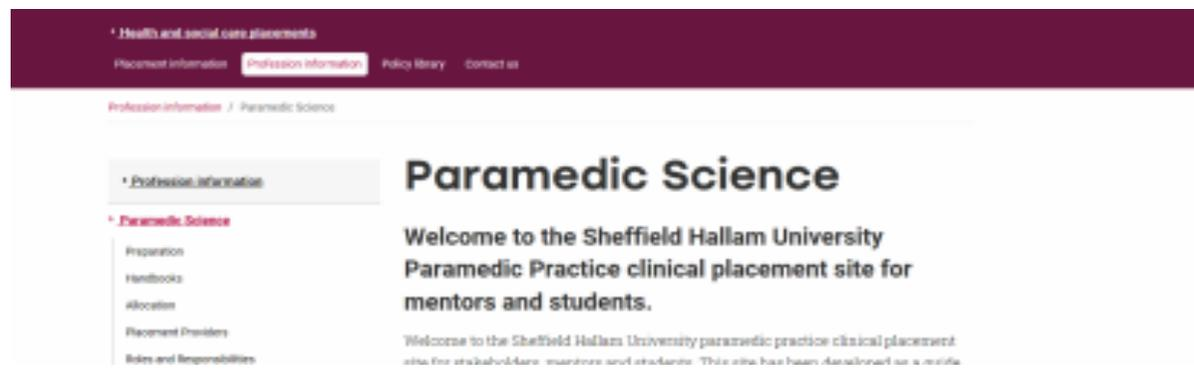 Health and social care placements
Placement information Profession information Policy library Contact us
Profession information / Paramedic Science
Profession information
Paramedic Science
Preparation
Handbooks
Allocation
Placement Providers
Roles and Responsibilities
Paramedic Science
Welcome to the Sheffield Hallam University
Paramedic Practice clinical placement site for
mentors and students.
Welcome to the Sheffield Hallam University paramedic practice clinical placement
site for stakeholders, mentors and students. This site has been developed as a guide